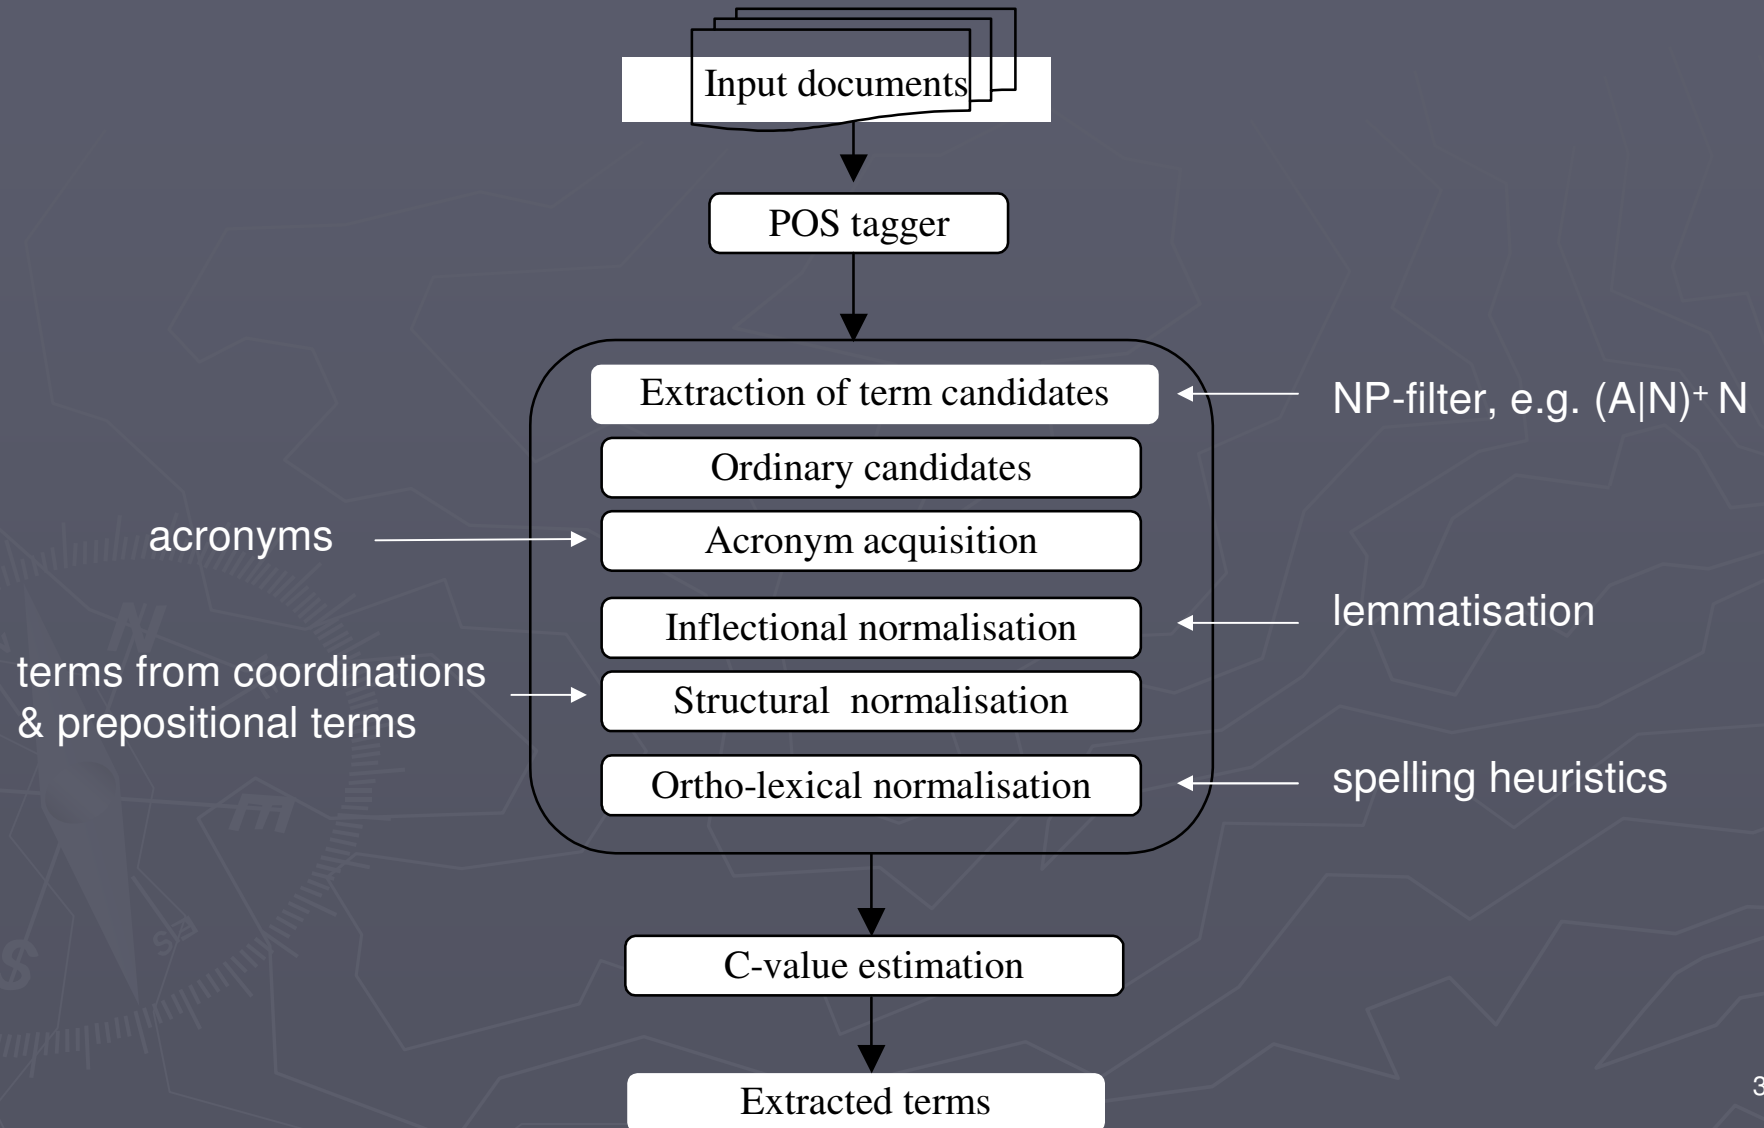 Input documents
POS tagger
Extraction of term candidates
NP-filter, e.g. (A|N)⁺ N
Ordinary candidates
acronyms
Acronym acquisition
Inflectional normalisation
lemmatisation
terms from coordinations
& prepositional terms
Structural normalisation
Ortho-lexical normalisation
spelling heuristics
C-value estimation
Extracted terms
3
N
E
SE
S